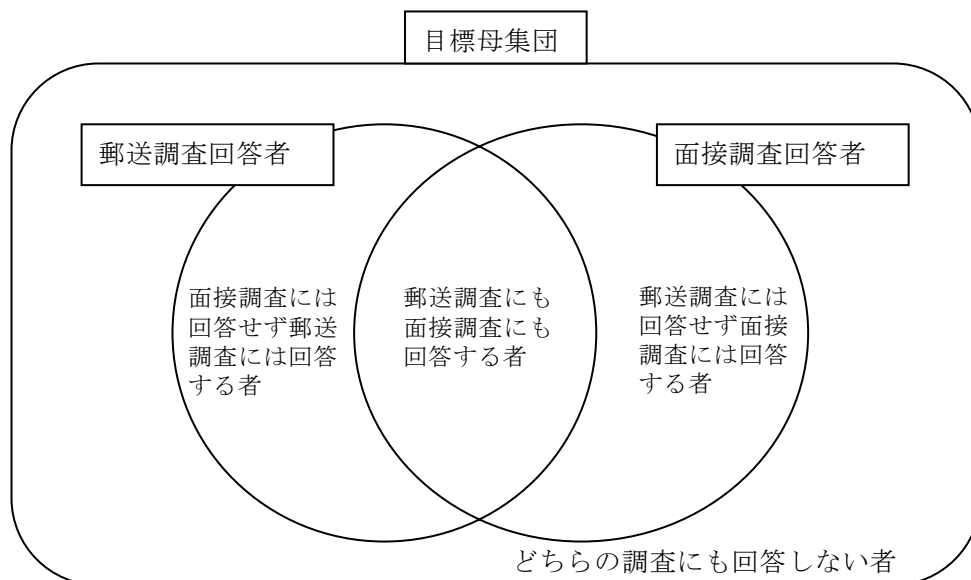 目標母集団
郵送調査回答者
面接調査回答者
面接調査には
回答せず郵送
調査には回答
する者
郵送調査にも
面接調査にも
回答する者
郵送調査には
回答せず面接
調査には回答
する者
どちらの調査にも回答しない者